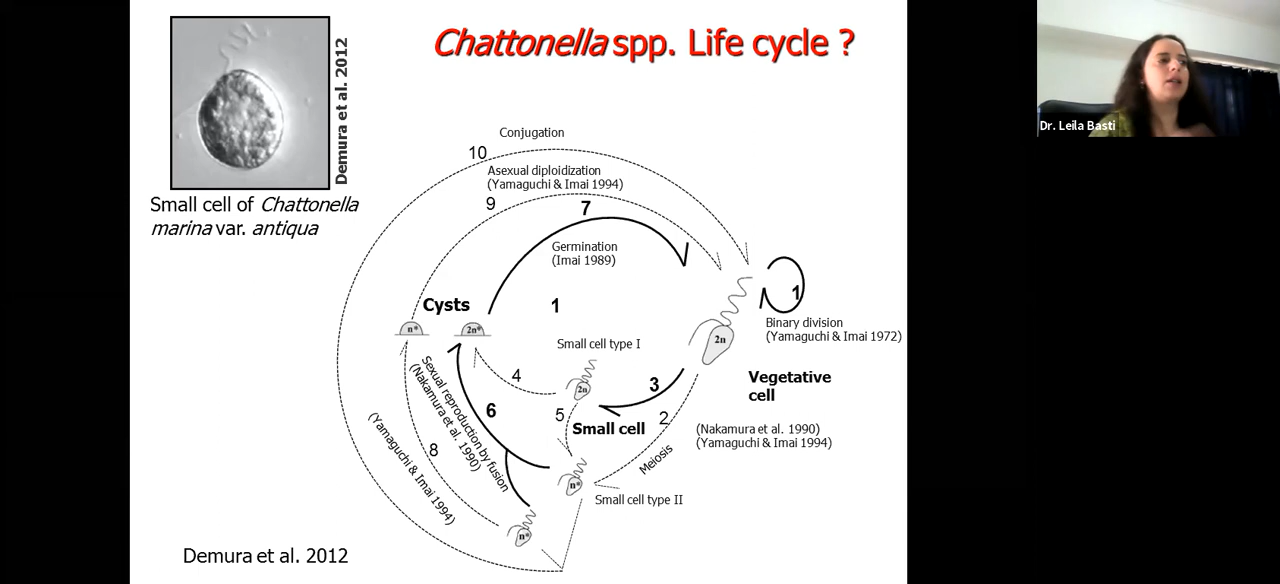 Chattonella spp. Life cycle ?
Demura et al. 2012
Small cell of Chattonella
marina var. antiqua
Dr. Leila Basti
Conjugation
10
Asexual diploidization
(Yamaguchi & Imai 1994)
9
7
Germination
(Imai 1989)
Cysts
1
n*
2n*
1
Binary division
(Yamaguchi & Imai 1972)
2n
Vegetative
cell
Small cell type I
4
2n
3
5
Small cell
2
(Nakamura et al. 1990)
(Yamaguchi & Imai 1994)
Meiosis
6
Sexual reproduction by fusion
(Nakamura et al. 1990)
8
(Yamaguchi & Imai 1994)
n*
Small cell type II
n*
Demura et al. 2012